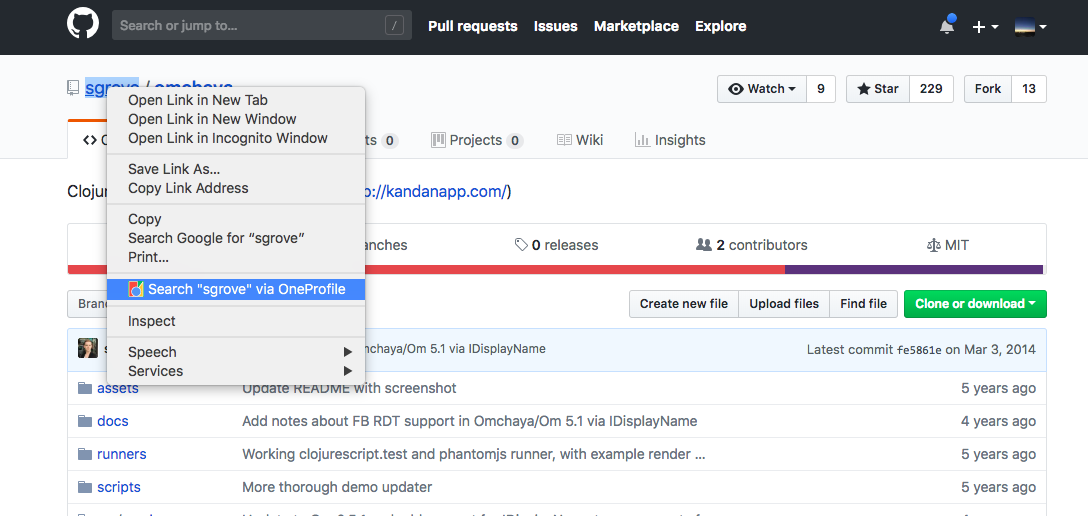 Search or jump to... / Pull requests Issues Marketplace Explore
sgrove / omchaya Watch 9 Star 229 Fork 13
Open Link in New Tab
Open Link in New Window
Open Link in Incognito Window
ts 0 Projects 0 Wiki Insights
Save Link As...
Copy Link Address
Clojur p://kandanapp.com/)
Copy
Search Google for “sgrove”
Print...
anches 0 releases 2 contributors MIT
Search "sgrove" via OneProfile
Bran Create new file Upload files Find file Clone or download
Inspect
Speech
Services
nchaya/Om 5.1 via IDisplayName Latest commit fe5861e on Mar 3, 2014
assets Update README with screenshot 5 years ago
docs Add notes about FB RDT support in Omchaya/Om 5.1 via IDisplayName 4 years ago
runners Working clojurescript.test and phantomjs runner, with example render ... 5 years ago
scripts More thorough demo updater 5 years ago